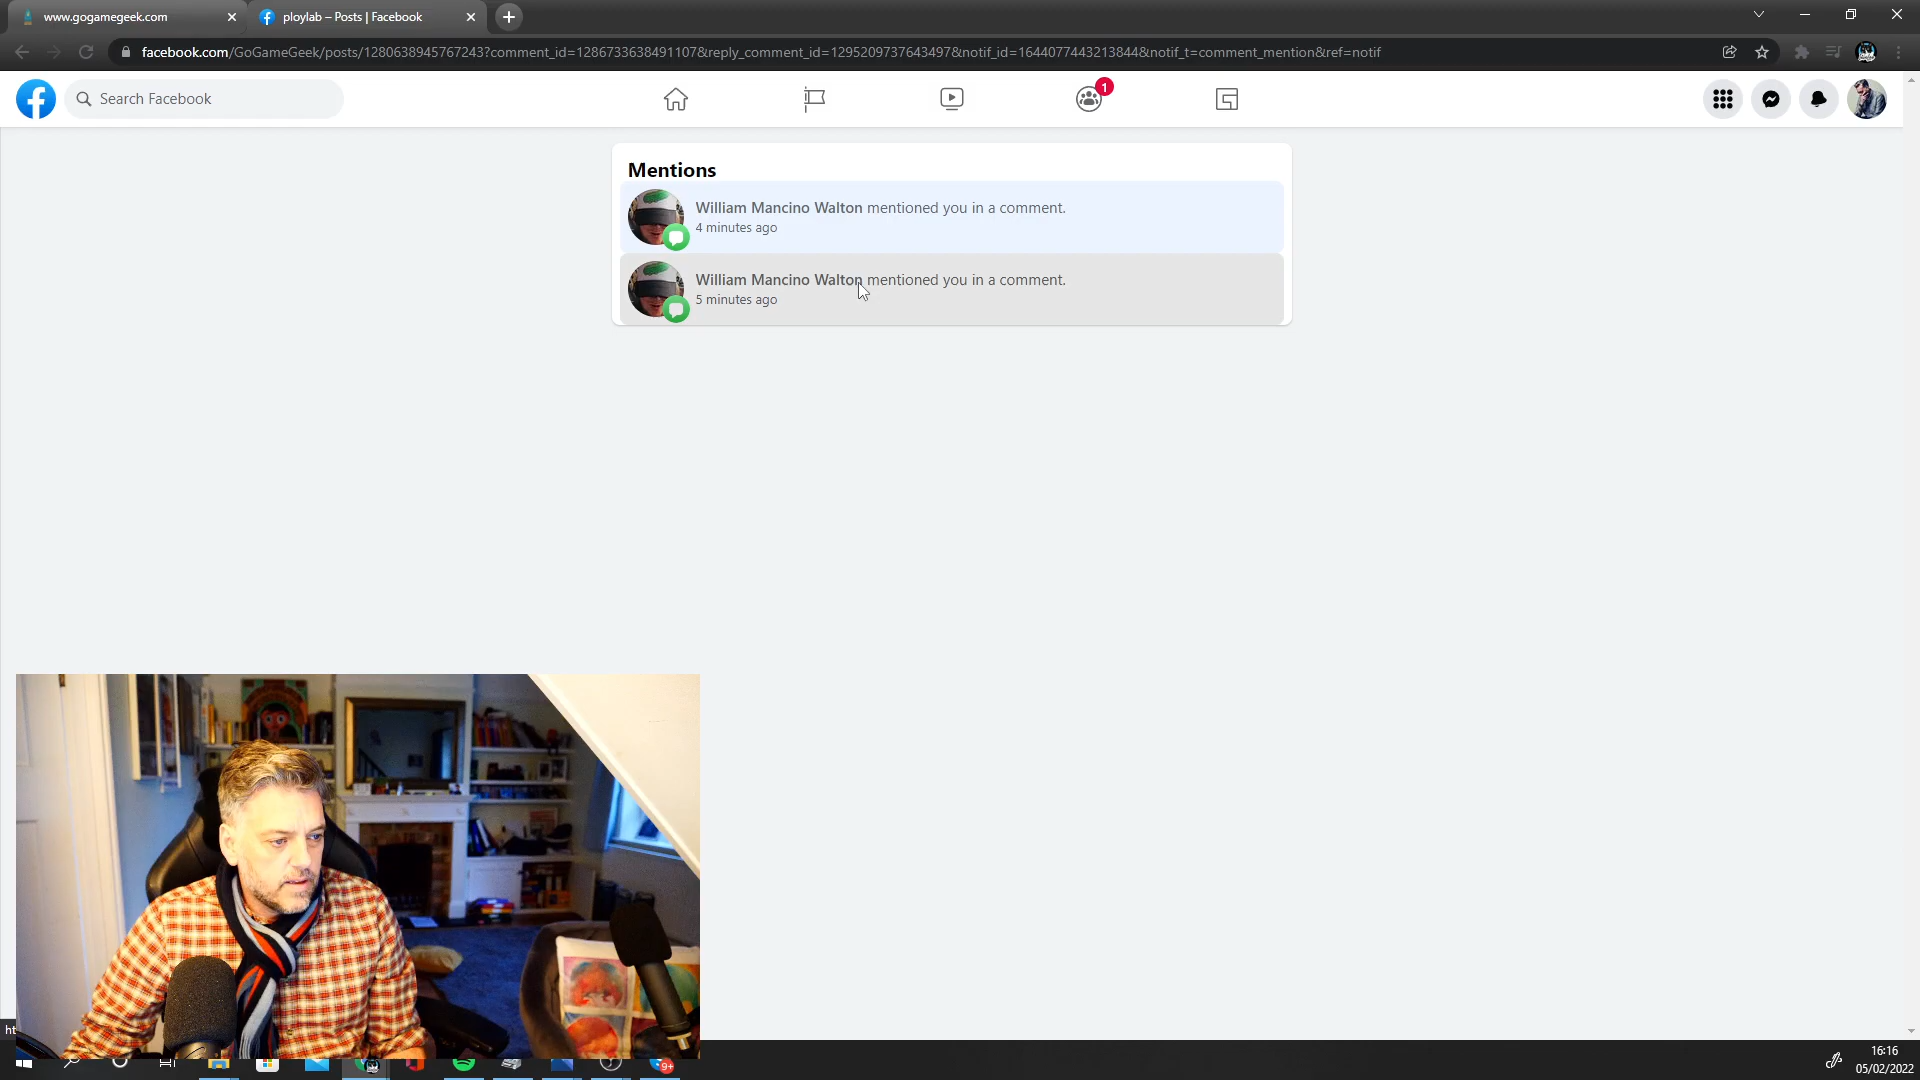 www.gogamegeek.com
ploylab – Posts | Facebook
facebook.com/GoGameGeek/posts/1280638945767243?comment_id=1286733638491107&reply_comment_id=1295209737643497&notif_id=1644077443213844&notif_t=comment_mention&ref=notif
Search Facebook
1
Mentions
William Mancino Walton mentioned you in a comment.
4 minutes ago
William Mancino Walton mentioned you in a comment.
5 minutes ago
ht
9+
16:16
05/02/2022